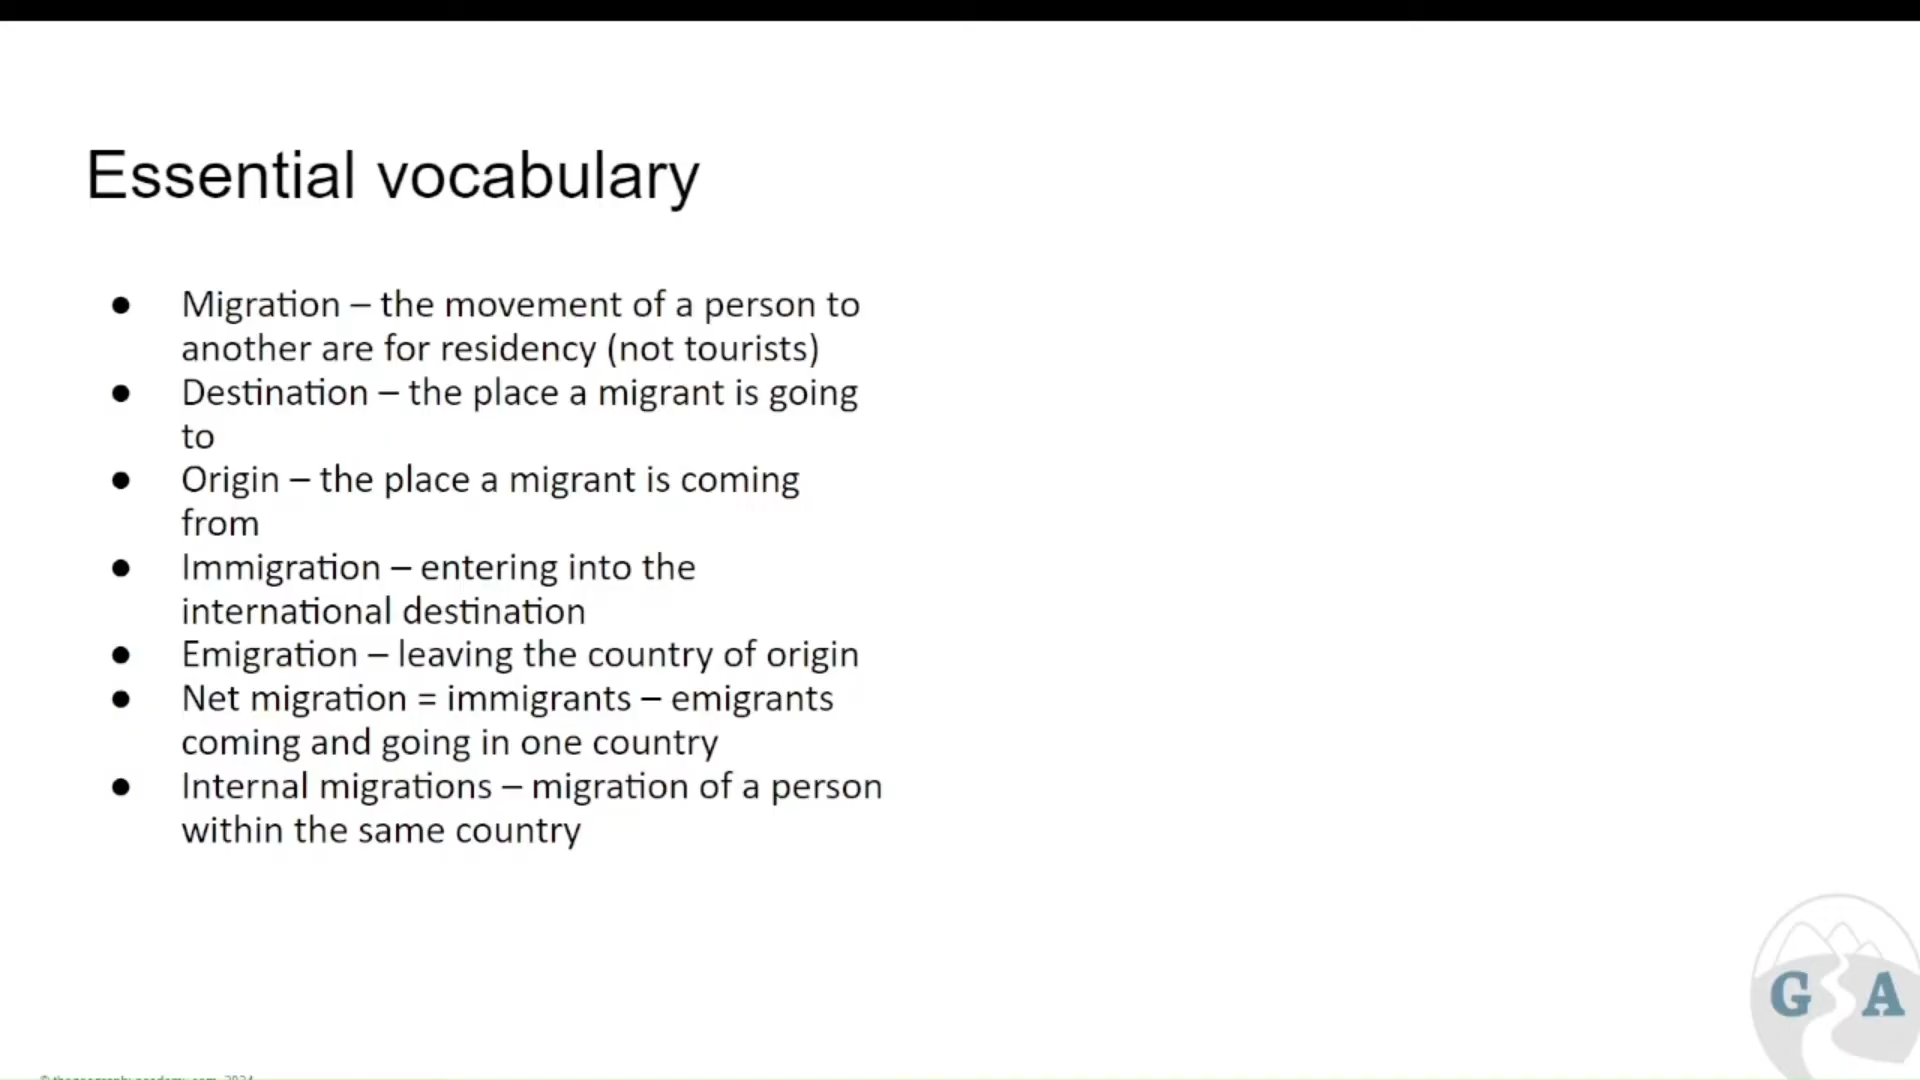 Essential vocabulary
● Migration – the movement of a person to
another are for residency (not tourists)
● Destination – the place a migrant is going
to
● Origin – the place a migrant is coming
from
● Immigration – entering into the
international destination
● Emigration – leaving the country of origin
● Net migration = immigrants – emigrants
coming and going in one country
● Internal migrations – migration of a person
within the same country
G A